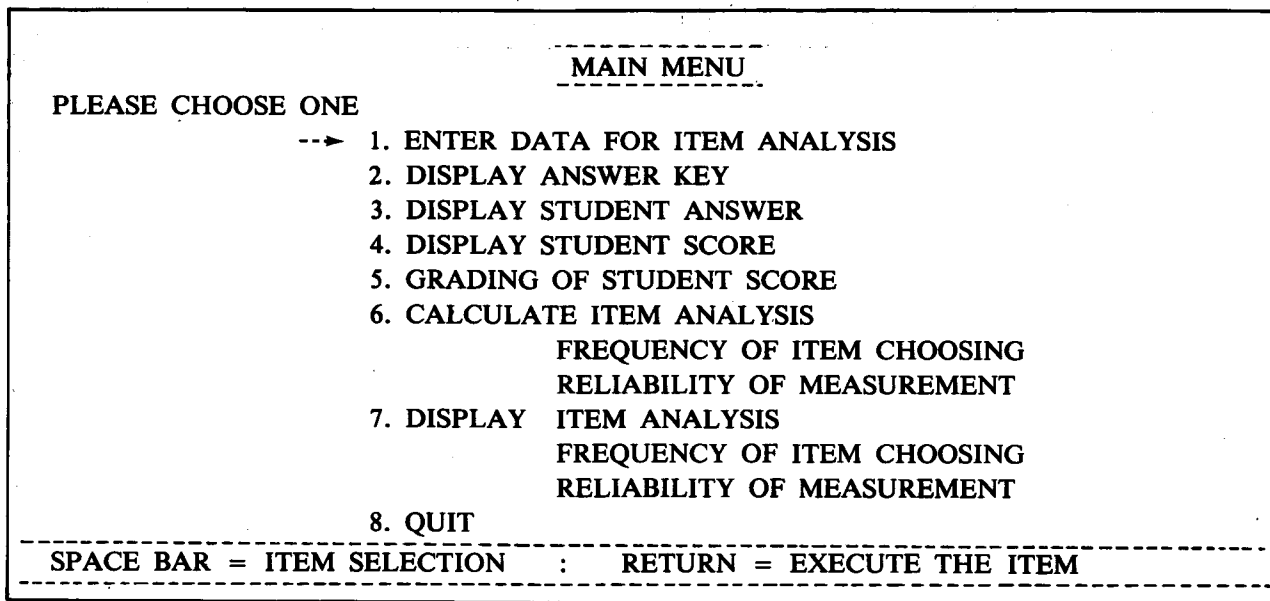 MAIN MENU
PLEASE CHOOSE ONE
--► 1. ENTER DATA FOR ITEM ANALYSIS
2. DISPLAY ANSWER KEY
3. DISPLAY STUDENT ANSWER
4. DISPLAY STUDENT SCORE
5. GRADING OF STUDENT SCORE
6. CALCULATE ITEM ANALYSIS
FREQUENCY OF ITEM CHOOSING
RELIABILITY OF MEASUREMENT
7. DISPLAY ITEM ANALYSIS
FREQUENCY OF ITEM CHOOSING
RELIABILITY OF MEASUREMENT
8. QUIT
SPACE BAR = ITEM SELECTION : RETURN = EXECUTE THE ITEM